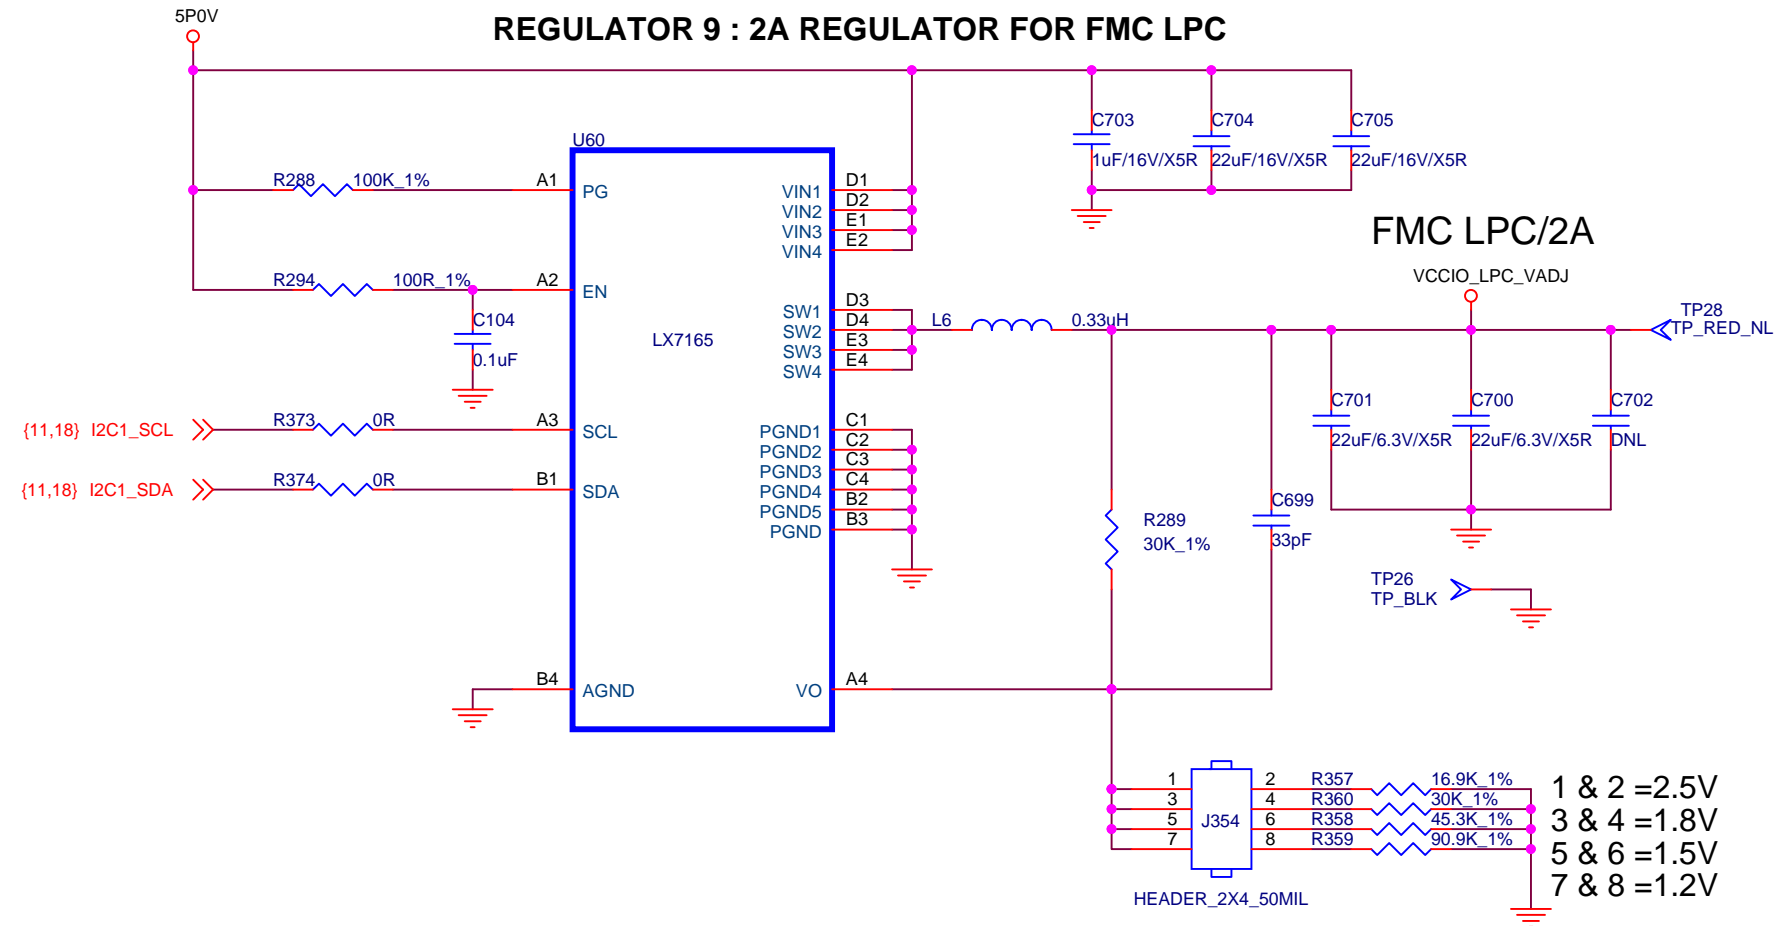 5P0V
REGULATOR 9 : 2A REGULATOR FOR FMC LPC
C703
1uF/16V/X5R
C704
22uF/16V/X5R
C705
22uF/16V/X5R
U60
LX7165
R288 100K_1% A1 PG
R294 100R_1% A2 EN
C104
0.1uF
{11,18} I2C1_SCL R373 0R A3 SCL
{11,18} I2C1_SDA R374 0R B1 SDA
B4 AGND
VIN1 D1
VIN2 D2
VIN3 E1
VIN4 E2
SW1 D3
SW2 D4
SW3 E3
SW4 E4
PGND1 C1
PGND2 C2
PGND3 C3
PGND4 C4
PGND5 B2
PGND B3
VO A4
L6 0.33uH
FMC LPC/2A
VCCIO_LPC_VADJ
TP28
TP_RED_NL
C701
22uF/6.3V/X5R
C700
22uF/6.3V/X5R
C702
DNL
R289
30K_1%
C699
33pF
TP26
TP_BLK
J354
1 2 R357 16.9K_1%
3 4 R360 30K_1%
5 6 R358 45.3K_1%
7 8 R359 90.9K_1%
HEADER_2X4_50MIL
1 & 2 =2.5V
3 & 4 =1.8V
5 & 6 =1.5V
7 & 8 =1.2V